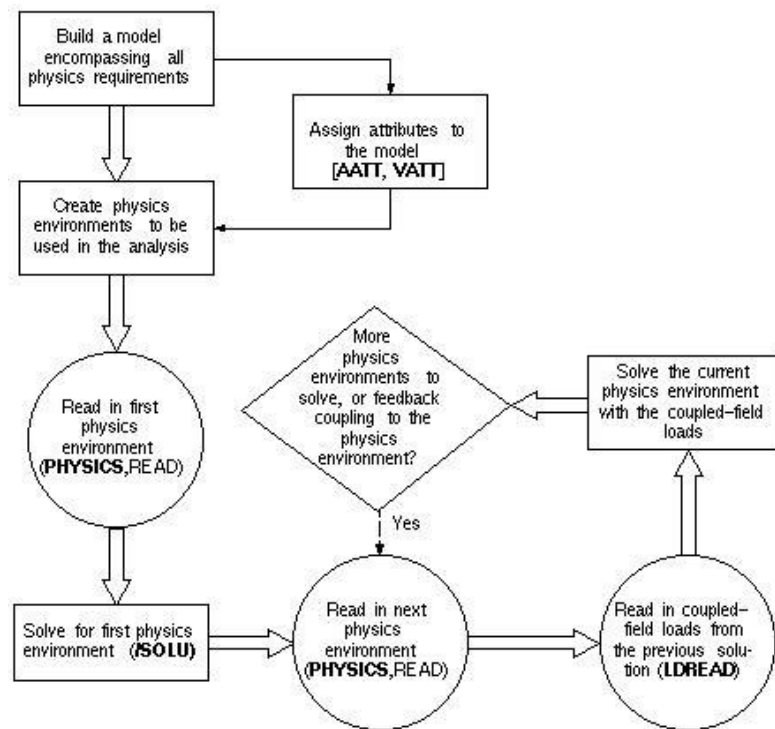 Build a model
encompassing all
physics requirements
Assign attributes to
the model
[AATT, VATT]
Create physics
environments to be
used in the analysis
Read in first
physics
environment
(PHYSICS,READ)
Solve for first physics
environment (/SOLU)
More
physics
environments to
solve, or feedback
coupling to the
physics
environment?
Yes
Read in next
physics
environment
(PHYSICS,READ)
Read in coupled-
field loads from
the previous solu-
tion (LDREAD)
Solve the current
physics environment
with the coupled-field
loads